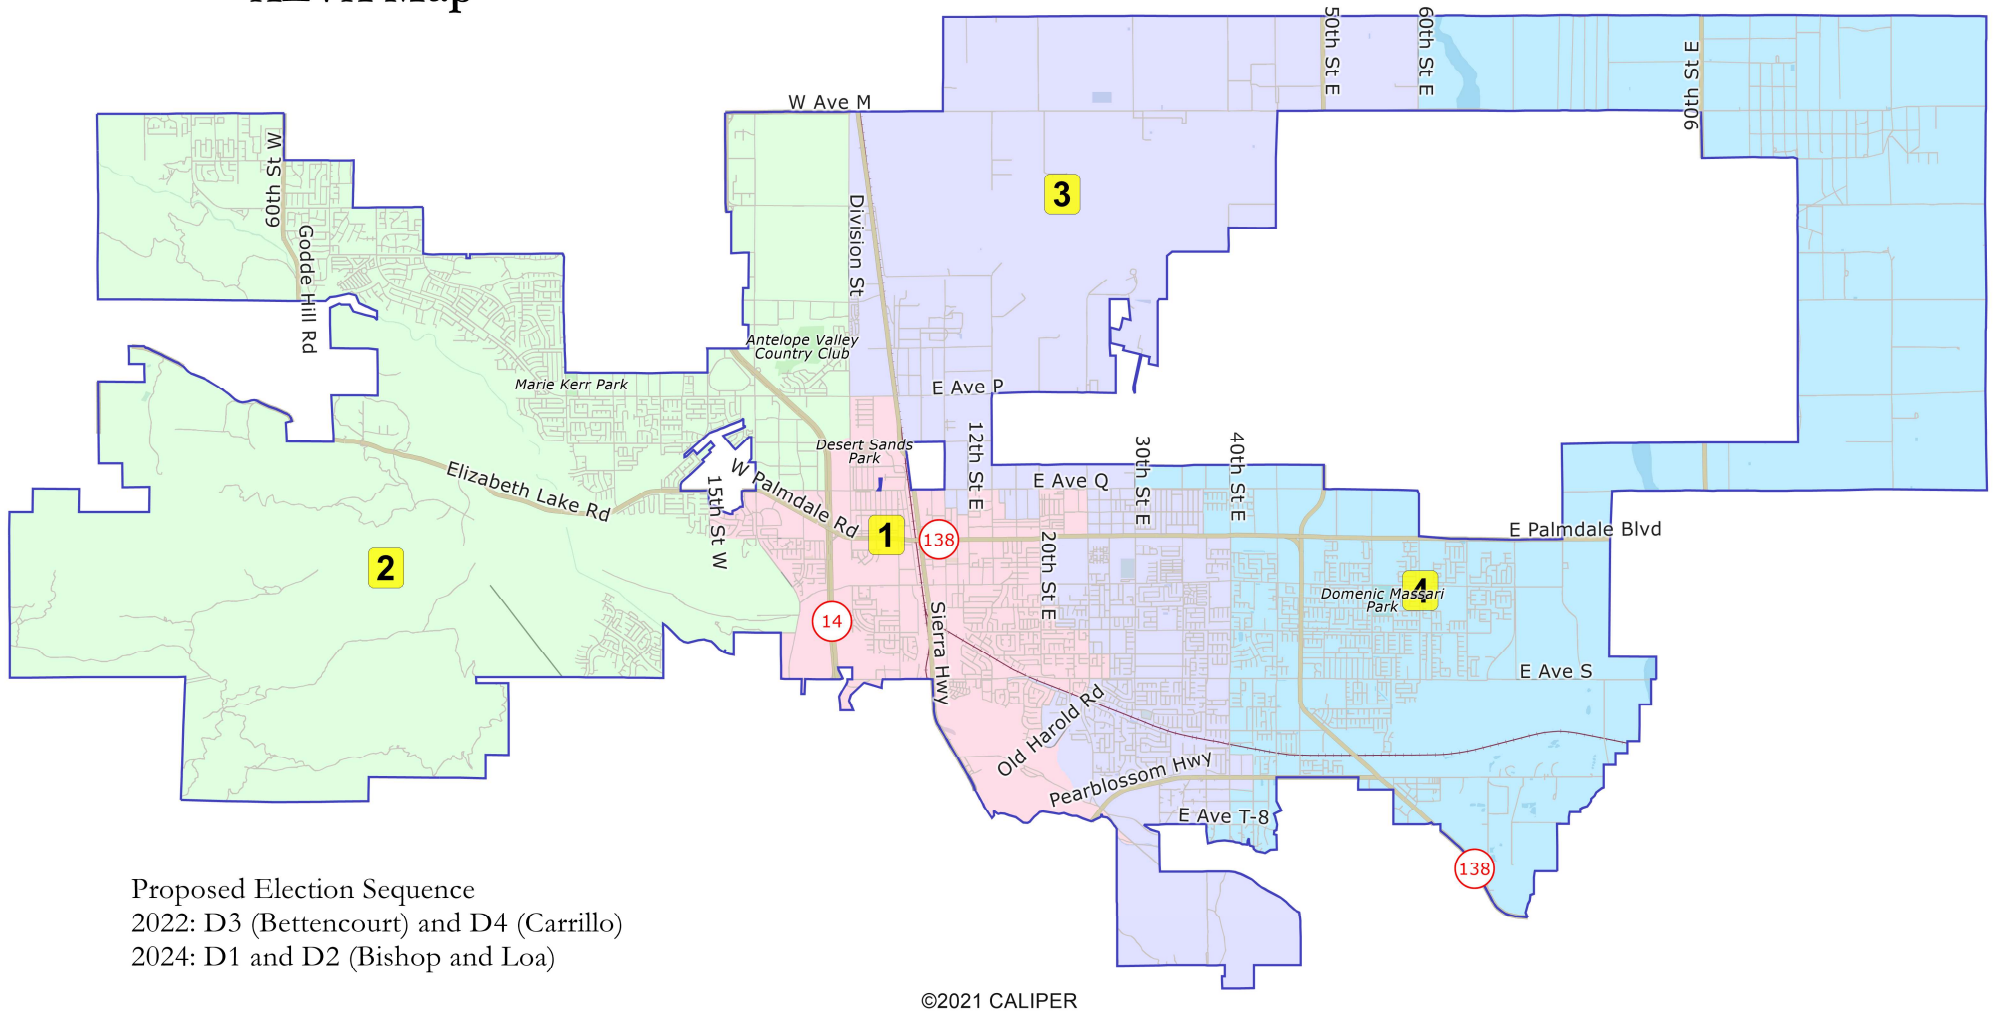 Map
50th St E
60th St E
90th St E
W Ave M
60th St W
3
Division St
Godde Hill Rd
Antelope Valley
Country Club
Marie Kerr Park
E Ave P
Desert Sands
Park
12th St E
30th St E
40th St E
W Palmdale Rd
Elizabeth Lake Rd
15th St W
E Ave Q
1
138
E Palmdale Blvd
2
20th St E
4
Domenic Massari
Park
14
Sierra Hwy
E Ave S
Old Harold Rd
Pearblossom Hwy
E Ave T-8
138
Proposed Election Sequence
2022: D3 (Bettencourt) and D4 (Carrillo)
2024: D1 and D2 (Bishop and Loa)
©2021 CALIPER